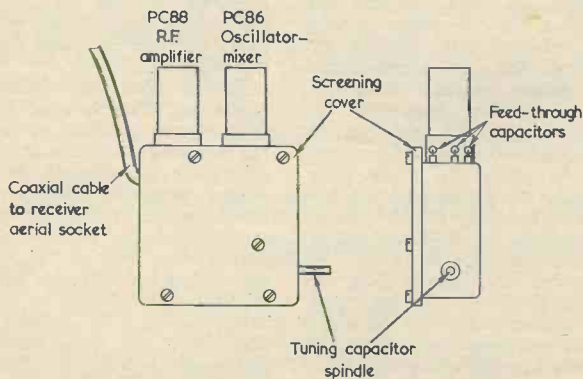 PC88
R.F.
amplifier
PC86
Oscillator-
mixer
Screening
cover
Feed-through
capacitors
Coaxial cable
to receiver
aerial socket
Tuning capacitor
spindle